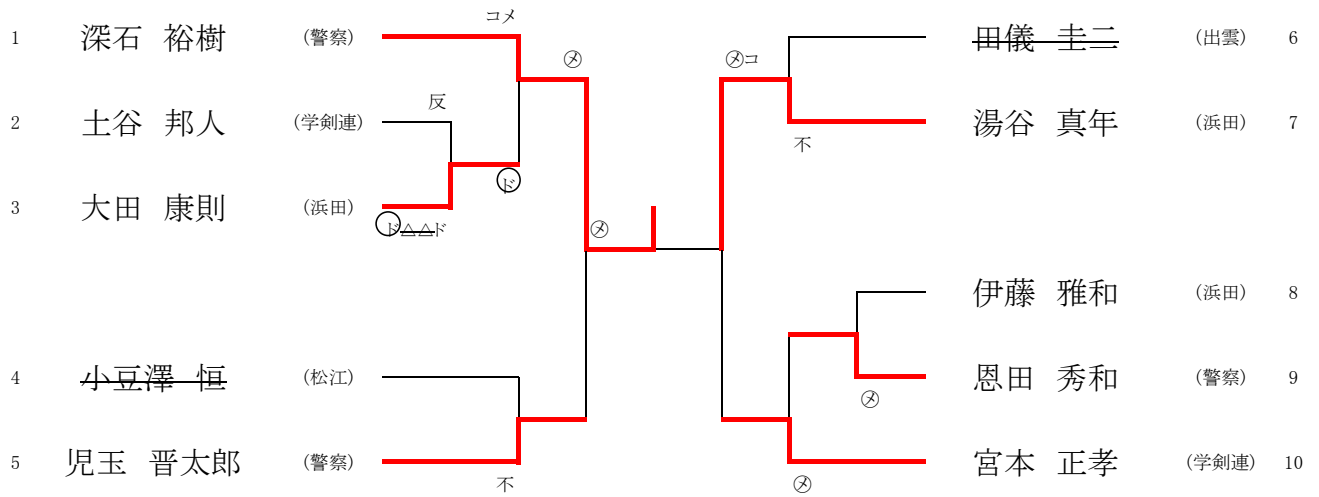 コメ
1 深石 裕樹 (警察)
㋱
2 土谷 邦人 (学剣連)
反
ド
3 大田 康則 (浜田)
ド△△ド
㋱
4 小豆澤 恒 (松江)
5 児玉 晋太郎 (警察)
不
㋱コ
田儀 圭二 (出雲) 6
湯谷 真年 (浜田) 7
不
伊藤 雅和 (浜田) 8
恩田 秀和 (警察) 9
㋱
宮本 正孝 (学剣連) 10
㋱